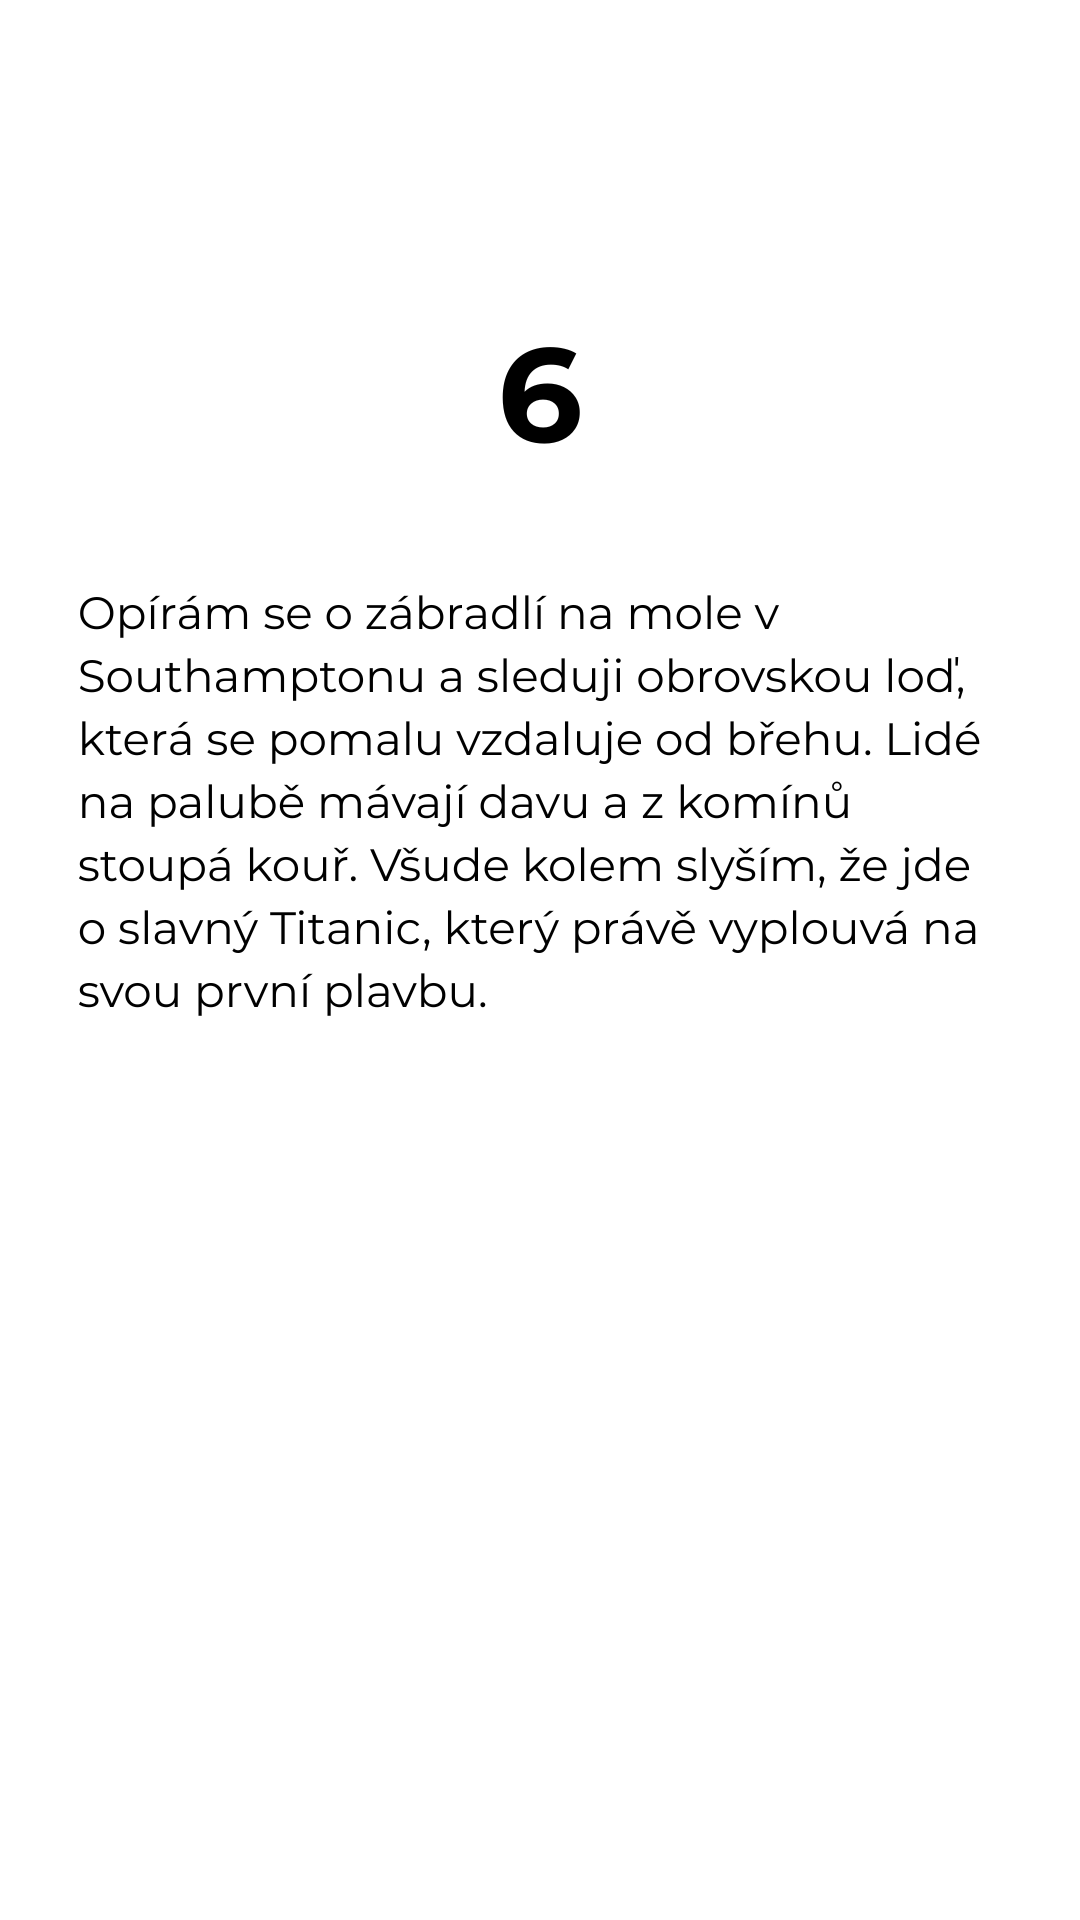 6
Opírám se o zábradlí na mole v
Southamptonu a sleduji obrovskou loď,
která se pomalu vzdaluje od břehu. Lidé
na palubě mávají davu a z komínů
stoupá kouř. Všude kolem slyším, že jde
o slavný Titanic, který právě vyplouvá na
svou první plavbu.